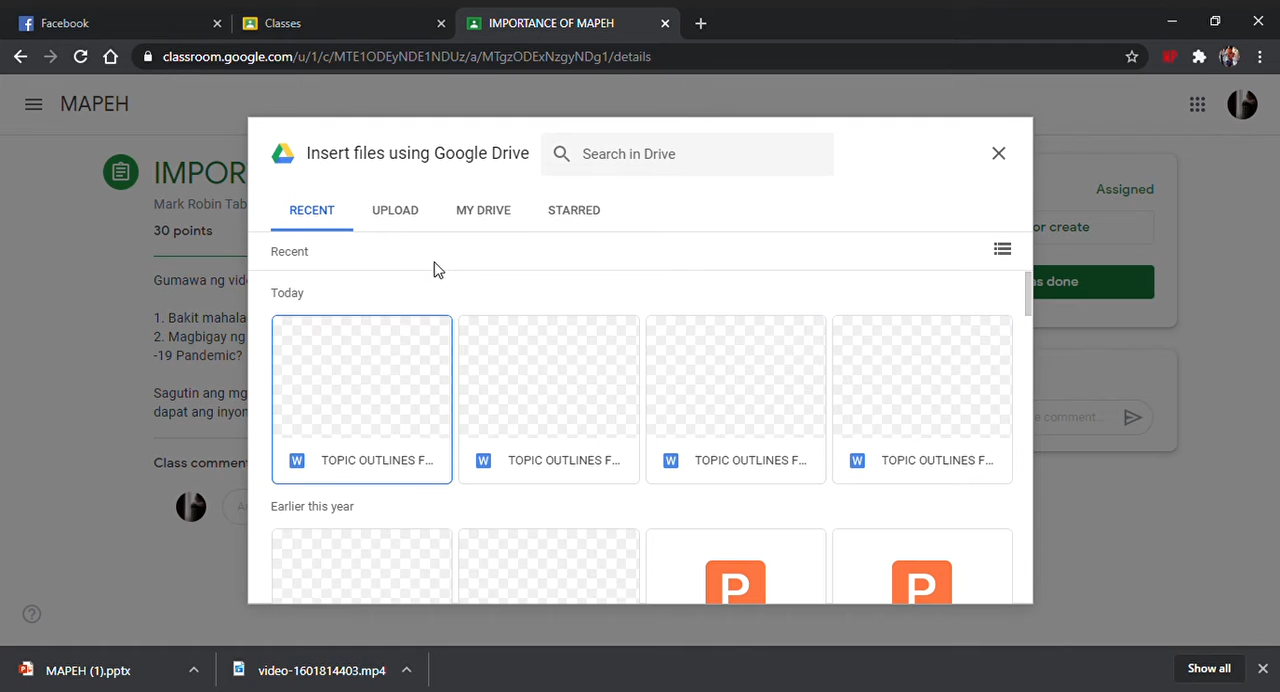 Facebook
Classes
IMPORTANCE OF MAPEH
classroom.google.com/u/1/c/MTE1ODEyNDE1NDUz/a/MTgzODExNzgyNDg1/details
MAPEH
Insert files using Google Drive
Search in Drive
RECENT UPLOAD MY DRIVE STARRED
Recent
Today
W TOPIC OUTLINES F...
W TOPIC OUTLINES F...
W TOPIC OUTLINES F...
W TOPIC OUTLINES F...
Earlier this year
P
P
IMPOR
Mark Robin Tab
30 points
Gumawa ng vid
1. Bakit mahala
2. Magbigay ng
-19 Pandemic?
Sagutin ang mg
dapat ang inyon
Class comment
Assigned
or create
s done
e comment...
MAPEH (1).pptx
video-1601814403.mp4
Show all